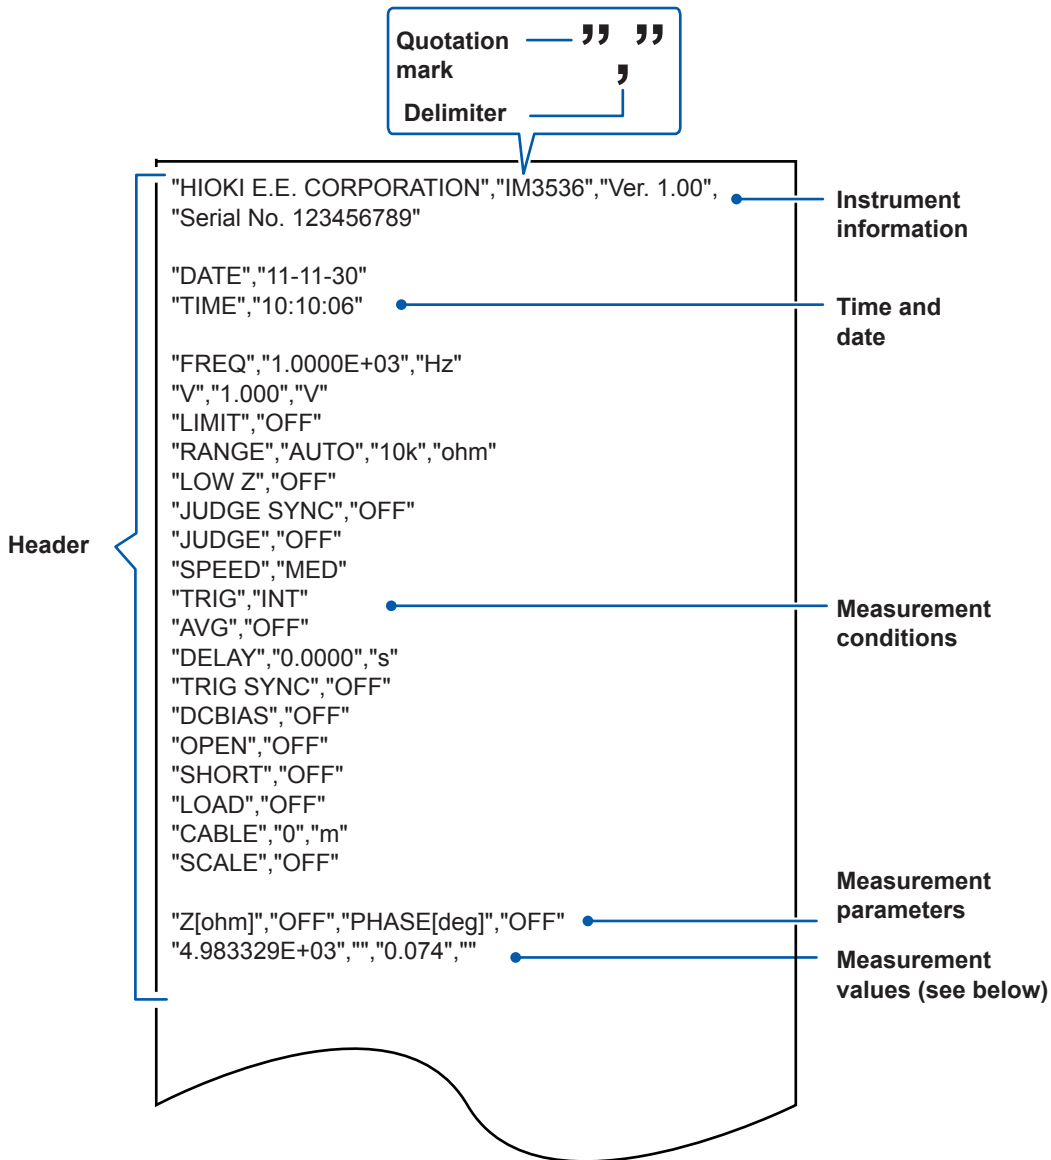 Quotation
mark
” ”
,
Delimiter
"HIOKI E.E. CORPORATION","IM3536","Ver. 1.00",
"Serial No. 123456789"
Instrument
information
"DATE","11-11-30"
"TIME","10:10:06"
Time and
date
"FREQ","1.0000E+03","Hz"
"V","1.000","V"
"LIMIT","OFF"
"RANGE","AUTO","10k","ohm"
"LOW Z","OFF"
"JUDGE SYNC","OFF"
"JUDGE","OFF"
"SPEED","MED"
"TRIG","INT"
"AVG","OFF"
"DELAY","0.0000","s"
"TRIG SYNC","OFF"
"DCBIAS","OFF"
"OPEN","OFF"
"SHORT","OFF"
"LOAD","OFF"
"CABLE","0","m"
"SCALE","OFF"
Header
Measurement
conditions
"Z[ohm]","OFF","PHASE[deg]","OFF"
"4.983329E+03","","0.074",""
Measurement
parameters
Measurement
values (see below)